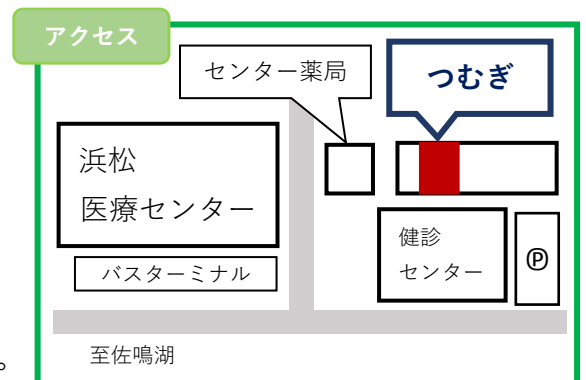 アクセス
センター薬局
つむぎ
浜松
医療センター
バスターミナル
健診
センター
Ⓟ
至佐鳴湖
。